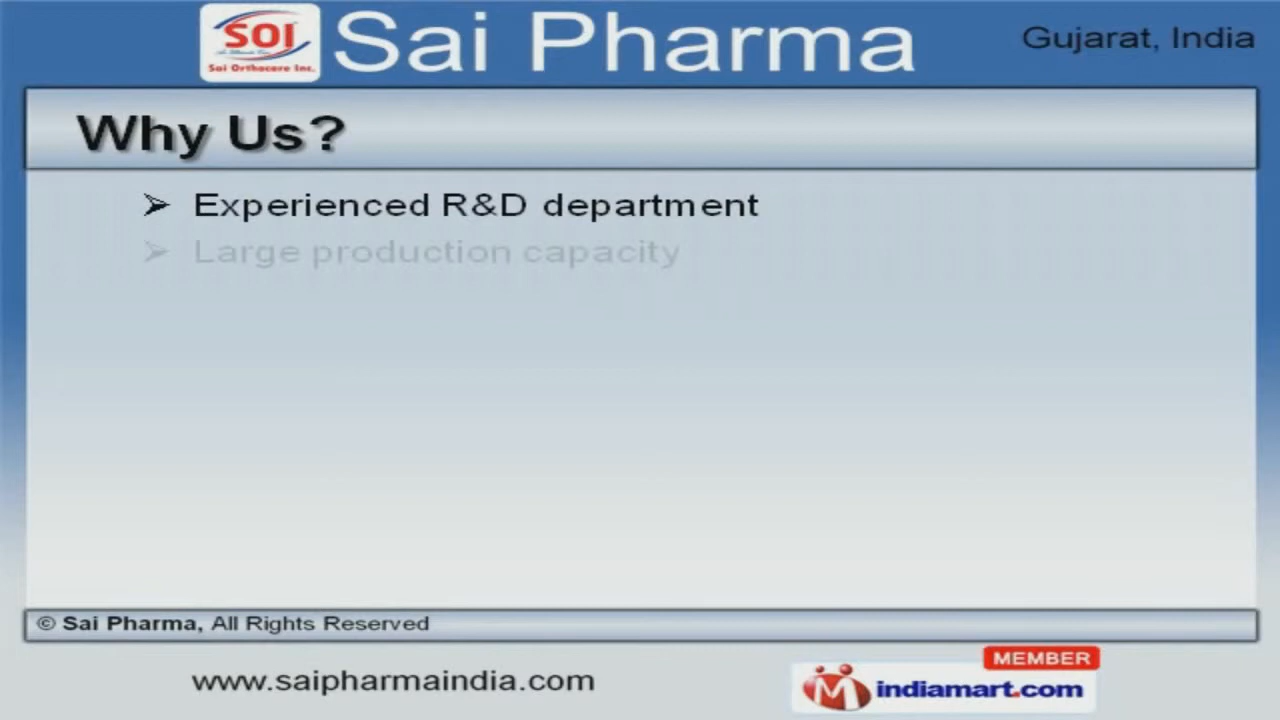 SOI
Sai Orthocare Inc.
Sai Pharma
Gujarat, India
Why Us?
➢ Experienced R&D department
➢ Large production capacity
© Sai Pharma, All Rights Reserved
www.saipharmaindia.com
MEMBER
indiamart.com